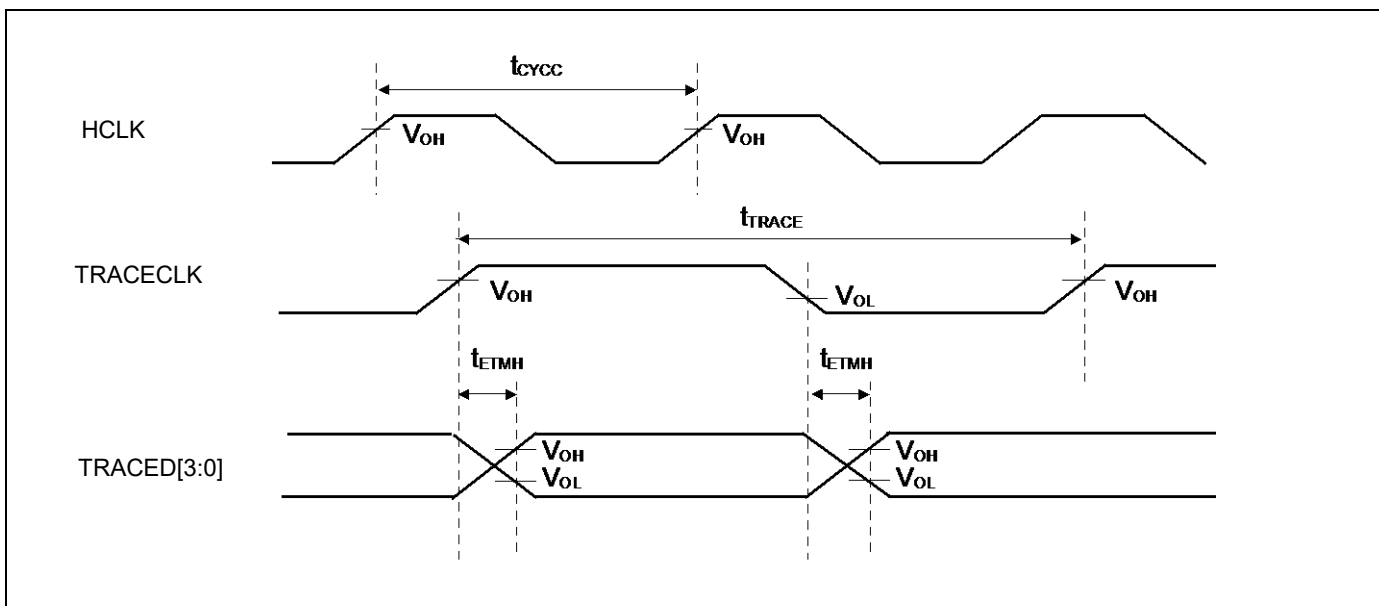 tCYCC
HCLK
VOH
VOH
tTRACE
TRACECLK
VOH
VOL
VOH
tETMH
tETMH
TRACED[3:0]
VOH
VOH
VOL
VOL